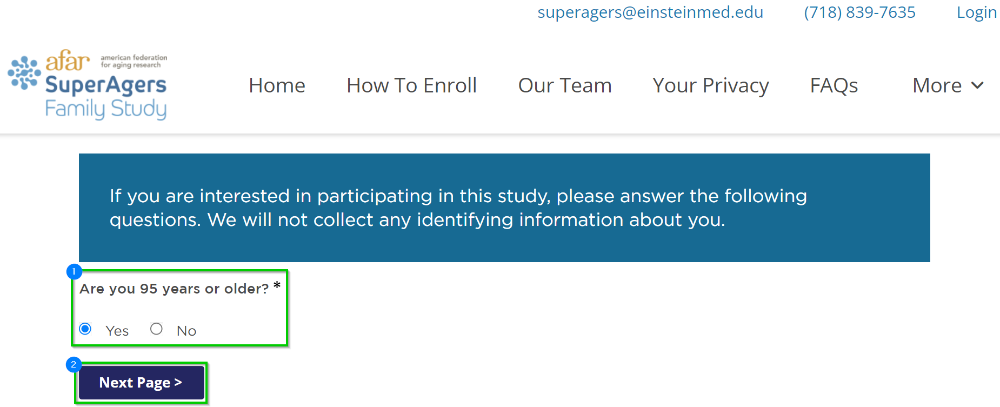 superagers@einsteinmed.edu (718) 839-7635 Login
afar american federation
for aging research
SuperAgers
Family Study
Home How To Enroll Our Team Your Privacy FAQs More
If you are interested in participating in this study, please answer the following
questions. We will not collect any identifying information about you.
1
Are you 95 years or older? *
Yes No
2
Next Page >